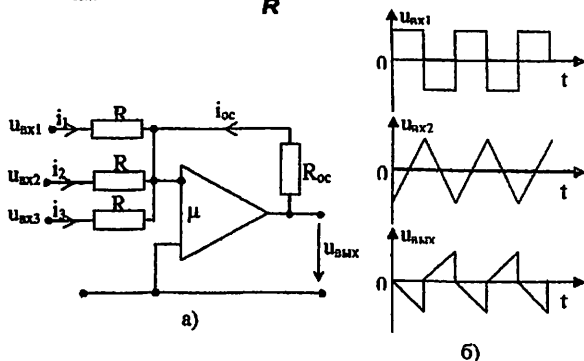 R
uвх1 i1 R iос
uвх2 i2 R Rос
uвх3 i3 R μ
uвых
а)
uвх1
0
t
uвх2
0
t
uвых
0
t
б)